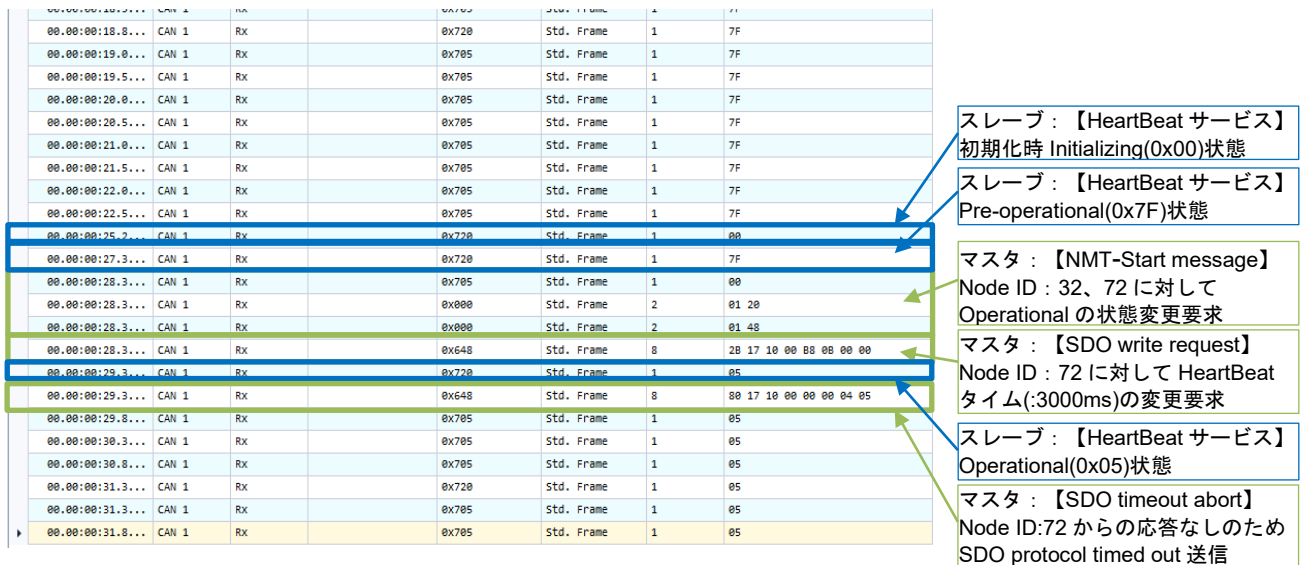 00.00:00:18.8... CAN 1 Rx 0x720 Std. Frame 1 7F
00.00:00:19.0... CAN 1 Rx 0x705 Std. Frame 1 7F
00.00:00:19.5... CAN 1 Rx 0x705 Std. Frame 1 7F
00.00:00:20.0... CAN 1 Rx 0x705 Std. Frame 1 7F
00.00:00:20.5... CAN 1 Rx 0x705 Std. Frame 1 7F
00.00:00:21.0... CAN 1 Rx 0x705 Std. Frame 1 7F
00.00:00:21.5... CAN 1 Rx 0x705 Std. Frame 1 7F
00.00:00:22.0... CAN 1 Rx 0x705 Std. Frame 1 7F
00.00:00:22.5... CAN 1 Rx 0x705 Std. Frame 1 7F
00.00:00:25.2... CAN 1 Rx 0x720 Std. Frame 1 00
00.00:00:27.3... CAN 1 Rx 0x720 Std. Frame 1 7F
00.00:00:28.3... CAN 1 Rx 0x705 Std. Frame 1 00
00.00:00:28.3... CAN 1 Rx 0x000 Std. Frame 2 01 20
00.00:00:28.3... CAN 1 Rx 0x000 Std. Frame 2 01 48
00.00:00:28.3... CAN 1 Rx 0x648 Std. Frame 8 2B 17 10 00 B8 0B 00 00
00.00:00:29.3... CAN 1 Rx 0x720 Std. Frame 1 05
00.00:00:29.3... CAN 1 Rx 0x648 Std. Frame 8 80 17 10 00 00 00 04 05
00.00:00:29.8... CAN 1 Rx 0x705 Std. Frame 1 05
00.00:00:30.3... CAN 1 Rx 0x705 Std. Frame 1 05
00.00:00:30.8... CAN 1 Rx 0x705 Std. Frame 1 05
00.00:00:31.3... CAN 1 Rx 0x720 Std. Frame 1 05
00.00:00:31.3... CAN 1 Rx 0x705 Std. Frame 1 05
00.00:00:31.8... CAN 1 Rx 0x705 Std. Frame 1 05
スレーブ：【HeartBeat サービス】
初期化時 Initializing(0x00)状態
スレーブ：【HeartBeat サービス】
Pre-operational(0x7F)状態
マスタ：【NMT-Start message】
Node ID：32、72 に対して
Operational の状態変更要求
マスタ：【SDO write request】
Node ID：72 に対して HeartBeat
タイム(:3000ms)の変更要求
スレーブ：【HeartBeat サービス】
Operational(0x05)状態
マスタ：【SDO timeout abort】
Node ID:72 からの応答なしのため
SDO protocol timed out 送信